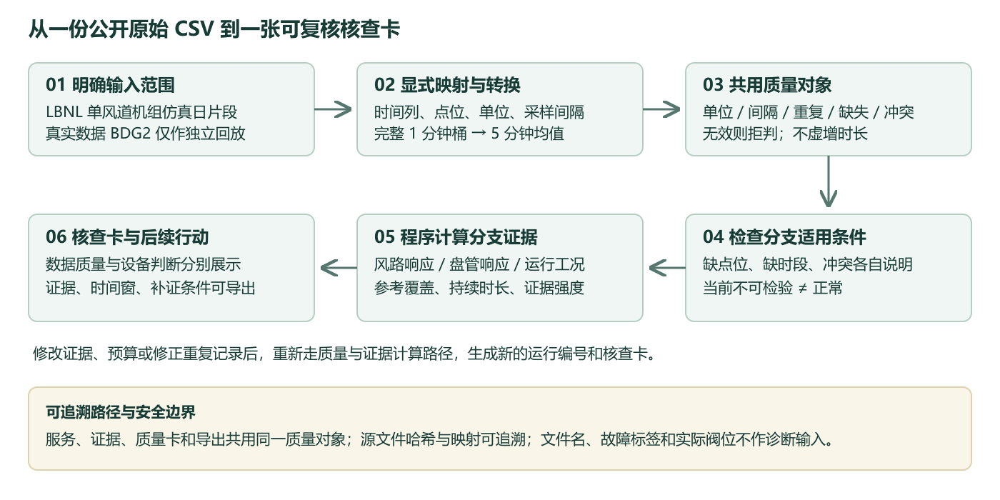 从一份公开原始 CSV 到一张可复核核查卡
01 明确输入范围
LBNL 单风道机组仿真日片段
真实数据 BDG2 仅作独立回放
02 显式映射与转换
时间列、点位、单位、采样间隔
完整 1 分钟桶 → 5 分钟均值
03 共用质量对象
单位 / 间隔 / 重复 / 缺失 / 冲突
无效则拒判；不虚增时长
04 检查分支适用条件
缺点位、缺时段、冲突各自说明
当前不可检验 ≠ 正常
05 程序计算分支证据
风路响应 / 盘管响应 / 运行工况
参考覆盖、持续时长、证据强度
06 核查卡与后续行动
数据质量与设备判断分别展示
证据、时间窗、补证条件可导出
修改证据、预算或修正重复记录后，重新走质量与证据计算路径，生成新的运行编号和核查卡。
可追溯路径与安全边界
服务、证据、质量卡和导出共用同一质量对象；源文件哈希与映射可追溯；文件名、故障标签和实际阀位不作诊断输入。